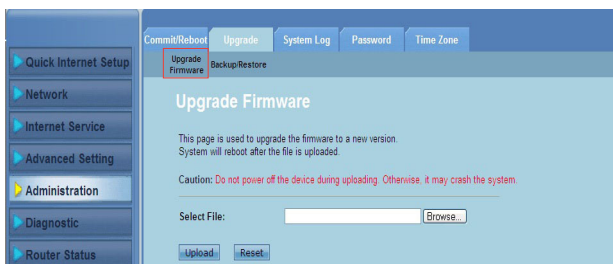 Commit/Reboot Upgrade System Log Password Time Zone
Upgrade Firmware Backup/Restore
Quick Internet Setup
Network
Internet Service
Advanced Setting
Administration
Diagnostic
Router Status
Upgrade Firmware
This page is used to upgrade the firmware to a new version.
System will reboot after the file is uploaded.
Caution: Do not power off the device during uploading. Otherwise, it may crash the system.
Select File: Browse...
Upload Reset